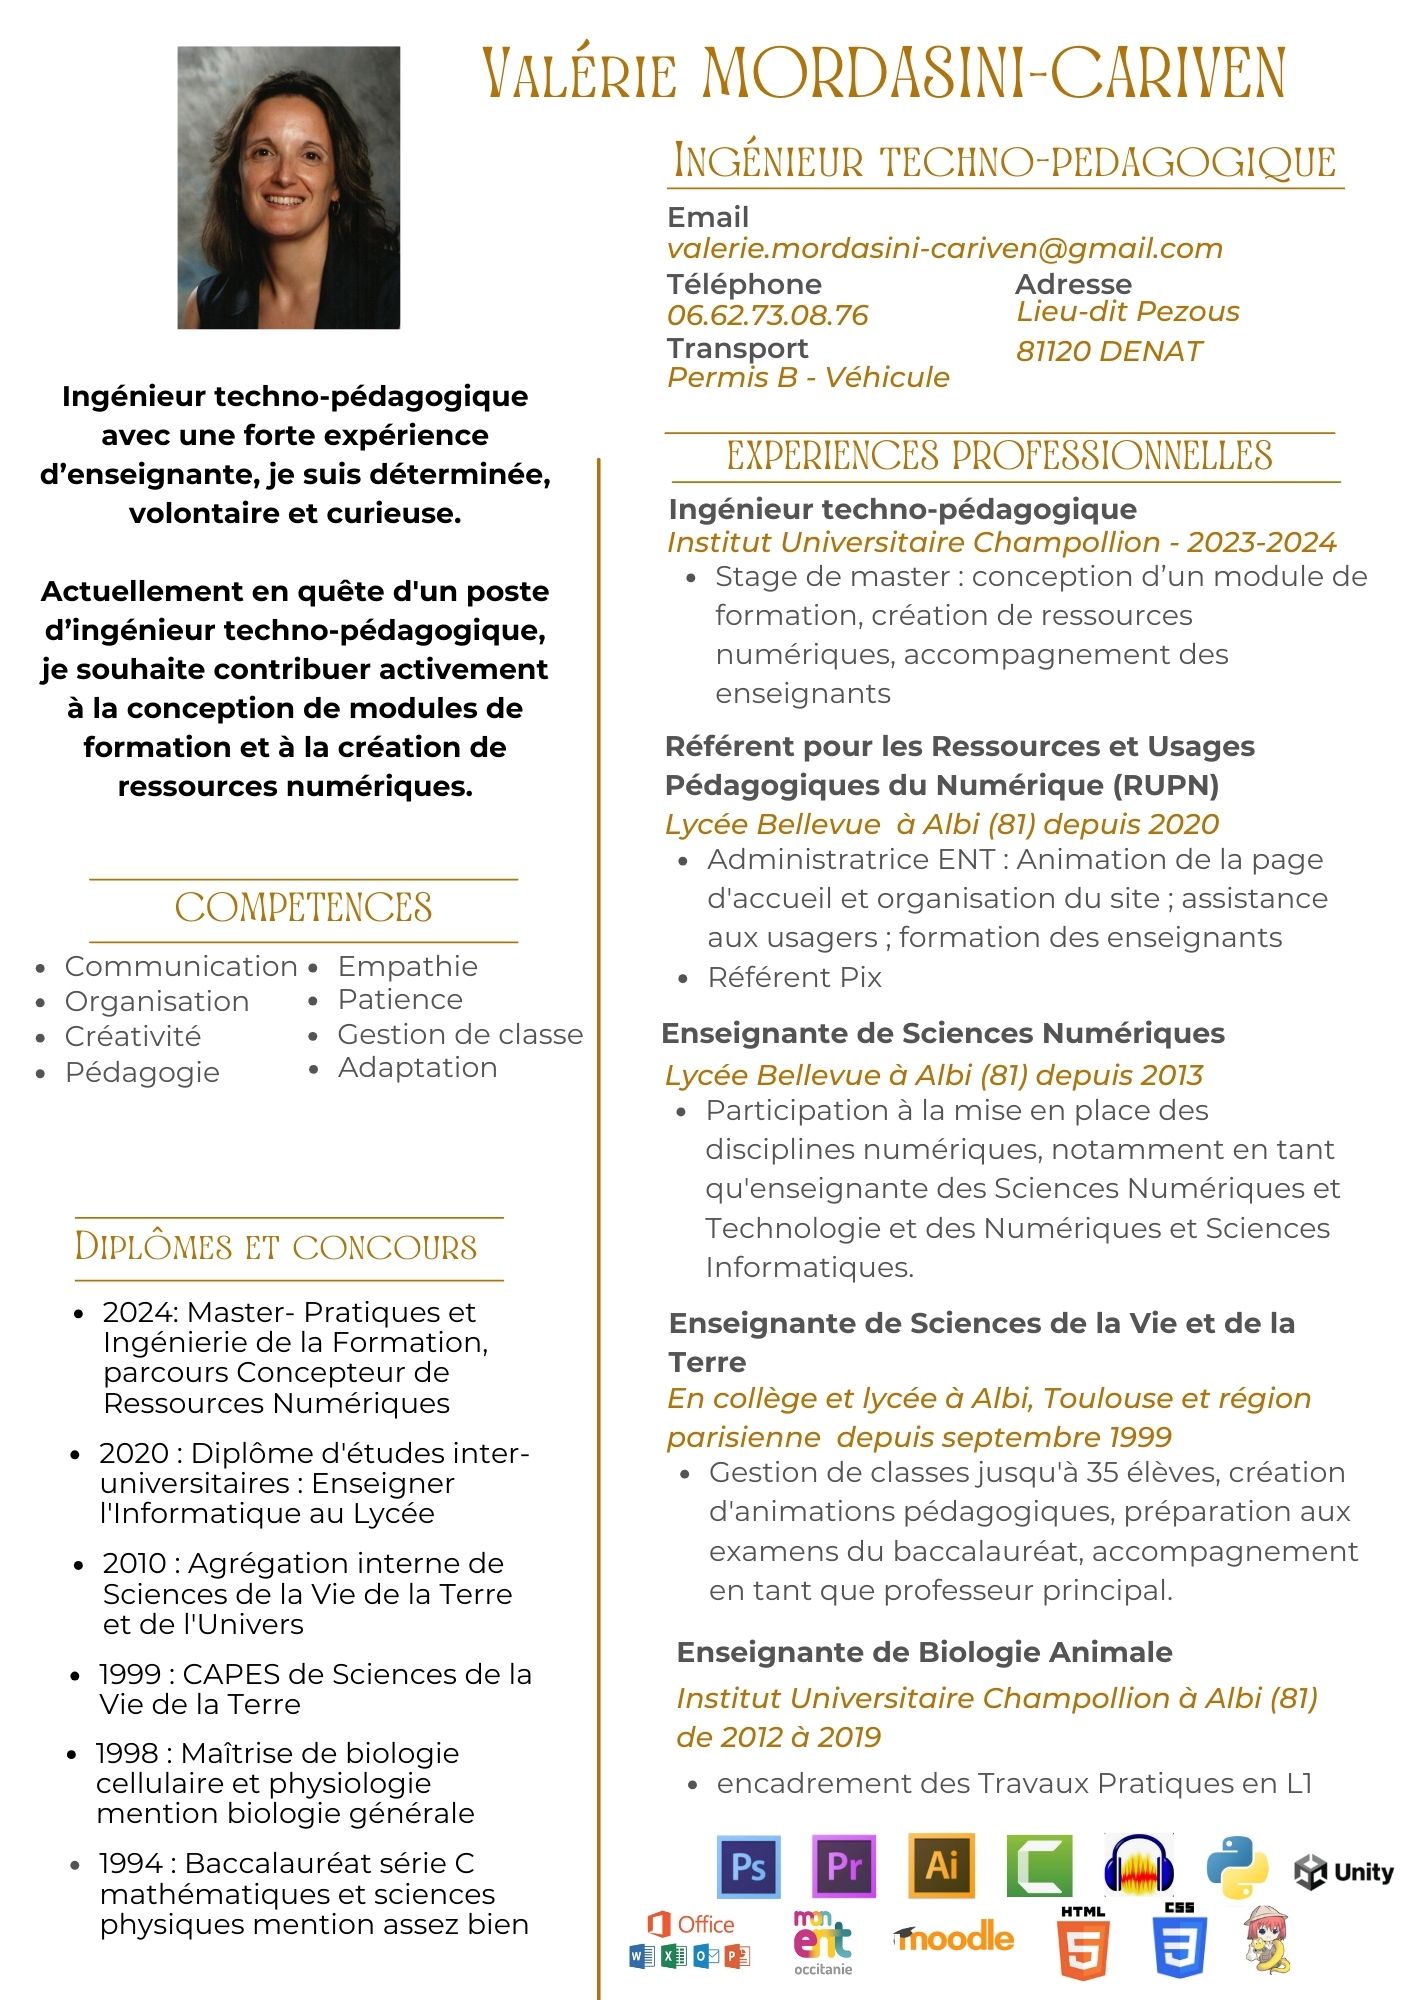 Valérie MORDASINI-CARIVEN
Ingénieur techno-pedagogique
Email
valerie.mordasini-cariven@gmail.com
Téléphone
06.62.73.08.76
Adresse
Lieu-dit Pezous
81120 DENAT
Transport
Permis B - Véhicule
Ingénieur techno-pédagogique
avec une forte expérience
d’enseignante, je suis déterminée,
volontaire et curieuse.
Actuellement en quête d'un poste
d’ingénieur techno-pédagogique,
je souhaite contribuer activement
à la conception de modules de
formation et à la création de
ressources numériques.
COMPETENCES
• Communication
• Organisation
• Créativité
• Pédagogie
• Empathie
• Patience
• Gestion de classe
• Adaptation
Diplômes et concours
• 2024: Master- Pratiques et
Ingénierie de la Formation,
parcours Concepteur de
Ressources Numériques
• 2020 : Diplôme d'études inter-
universitaires : Enseigner
l'Informatique au Lycée
• 2010 : Agrégation interne de
Sciences de la Vie de la Terre
et de l'Univers
• 1999 : CAPES de Sciences de la
Vie de la Terre
• 1998 : Maîtrise de biologie
cellulaire et physiologie
mention biologie générale
• 1994 : Baccalauréat série C
mathématiques et sciences
physiques mention assez bien
EXPERIENCES PROFESSIONNELLES
Ingénieur techno-pédagogique
Institut Universitaire Champollion - 2023-2024
• Stage de master : conception d’un module de
formation, création de ressources
numériques, accompagnement des
enseignants
Référent pour les Ressources et Usages
Pédagogiques du Numérique (RUPN)
Lycée Bellevue à Albi (81) depuis 2020
• Administratrice ENT : Animation de la page
d'accueil et organisation du site ; assistance
aux usagers ; formation des enseignants
• Référent Pix
Enseignante de Sciences Numériques
Lycée Bellevue à Albi (81) depuis 2013
• Participation à la mise en place des
disciplines numériques, notamment en tant
qu'enseignante des Sciences Numériques et
Technologie et des Numériques et Sciences
Informatiques.
Enseignante de Sciences de la Vie et de la
Terre
En collège et lycée à Albi, Toulouse et région
parisienne depuis septembre 1999
• Gestion de classes jusqu'à 35 élèves, création
d'animations pédagogiques, préparation aux
examens du baccalauréat, accompagnement
en tant que professeur principal.
Enseignante de Biologie Animale
Institut Universitaire Champollion à Albi (81)
de 2012 à 2019
• encadrement des Travaux Pratiques en L1
Ps Pr Ai C Unity
Office
W X O P
mon
ent
occitanie
moodle
HTML
5
CSS
3